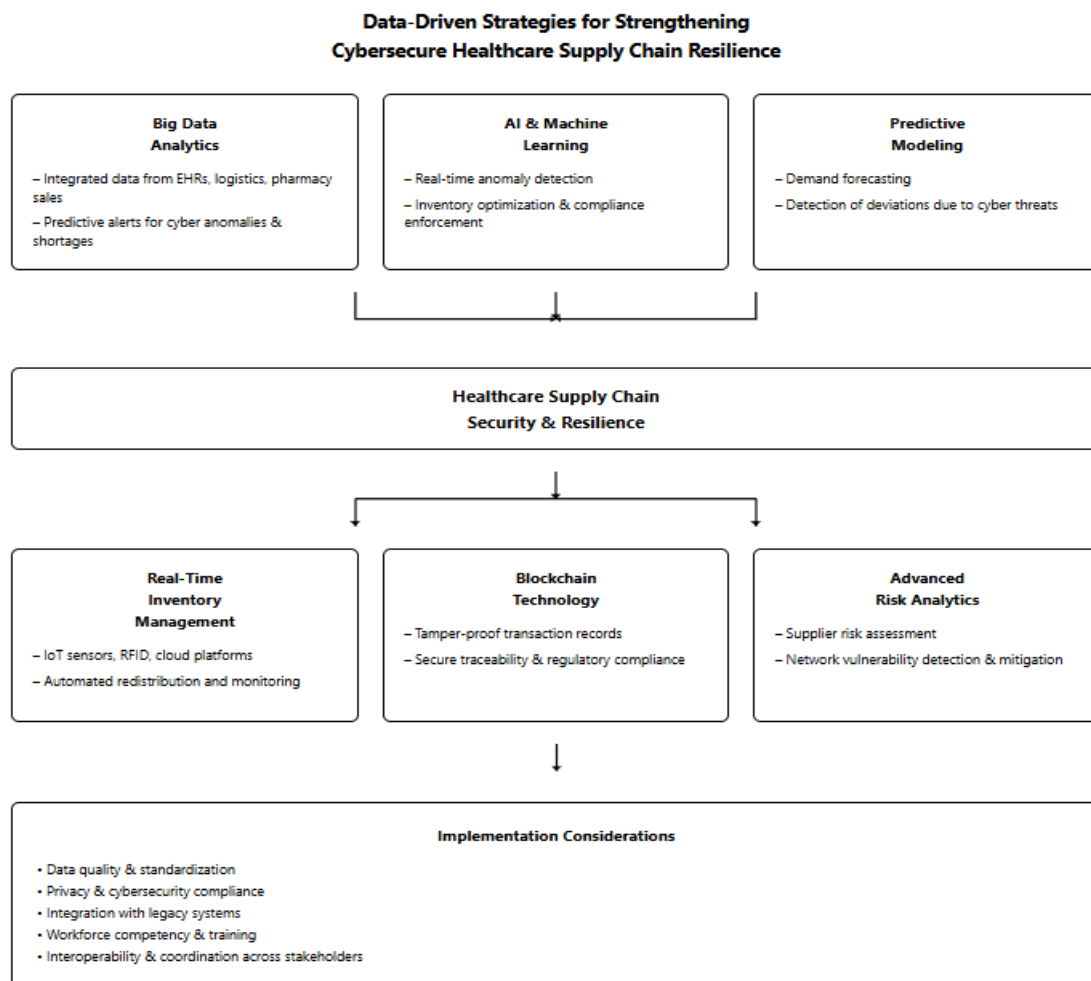 Data-Driven Strategies for Strengthening
Cybersecure Healthcare Supply Chain Resilience
Big Data
Analytics
– Integrated data from EHRs, logistics, pharmacy
sales
– Predictive alerts for cyber anomalies &
shortages
AI & Machine
Learning
– Real-time anomaly detection
– Inventory optimization & compliance
enforcement
Predictive
Modeling
– Demand forecasting
– Detection of deviations due to cyber threats
Healthcare Supply Chain
Security & Resilience
Real-Time
Inventory
Management
– IoT sensors, RFID, cloud platforms
– Automated redistribution and monitoring
Blockchain
Technology
– Tamper-proof transaction records
– Secure traceability & regulatory compliance
Advanced
Risk Analytics
– Supplier risk assessment
– Network vulnerability detection & mitigation
Implementation Considerations
• Data quality & standardization
• Privacy & cybersecurity compliance
• Integration with legacy systems
• Workforce competency & training
• Interoperability & coordination across stakeholders